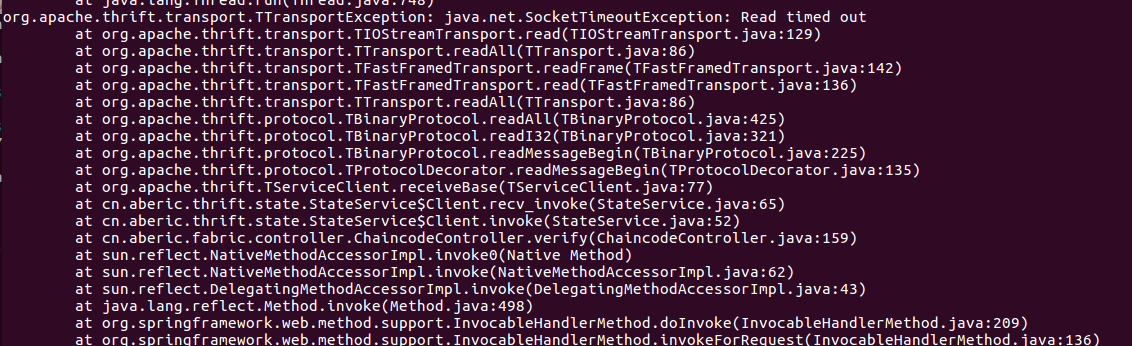 at java.lang.Thread.run(Thread.java:748)
org.apache.thrift.transport.TTransportException: java.net.SocketTimeoutException: Read timed out
at org.apache.thrift.transport.TIOStreamTransport.read(TIOStreamTransport.java:129)
at org.apache.thrift.transport.TTransport.readAll(TTransport.java:86)
at org.apache.thrift.transport.TFastFramedTransport.readFrame(TFastFramedTransport.java:142)
at org.apache.thrift.transport.TFastFramedTransport.read(TFastFramedTransport.java:136)
at org.apache.thrift.transport.TTransport.readAll(TTransport.java:86)
at org.apache.thrift.protocol.TBinaryProtocol.readAll(TBinaryProtocol.java:425)
at org.apache.thrift.protocol.TBinaryProtocol.readI32(TBinaryProtocol.java:321)
at org.apache.thrift.protocol.TBinaryProtocol.readMessageBegin(TBinaryProtocol.java:225)
at org.apache.thrift.protocol.TProtocolDecorator.readMessageBegin(TProtocolDecorator.java:135)
at org.apache.thrift.TServiceClient.receiveBase(TServiceClient.java:77)
at cn.aberic.thrift.state.StateService$Client.recv_invoke(StateService.java:65)
at cn.aberic.thrift.state.StateService$Client.invoke(StateService.java:52)
at cn.aberic.fabric.controller.ChaincodeController.verify(ChaincodeController.java:159)
at sun.reflect.NativeMethodAccessorImpl.invoke0(Native Method)
at sun.reflect.NativeMethodAccessorImpl.invoke(NativeMethodAccessorImpl.java:62)
at sun.reflect.DelegatingMethodAccessorImpl.invoke(DelegatingMethodAccessorImpl.java:43)
at java.lang.reflect.Method.invoke(Method.java:498)
at org.springframework.web.method.support.InvocableHandlerMethod.doInvoke(InvocableHandlerMethod.java:209)
at org.springframework.web.method.support.InvocableHandlerMethod.invokeForRequest(InvocableHandlerMethod.java:136)